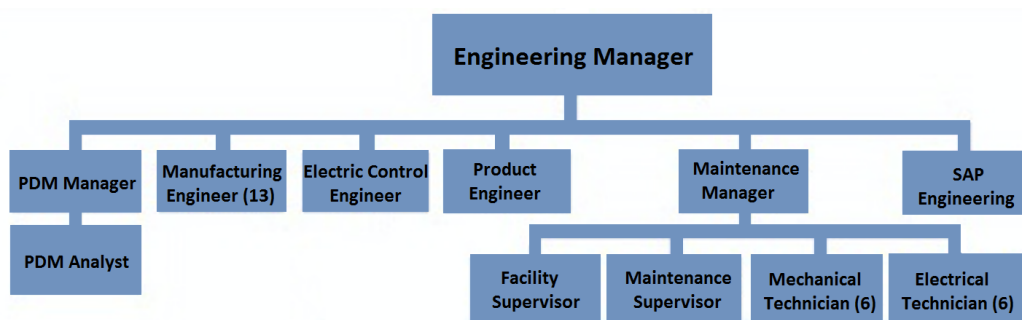 Engineering Manager
PDM Manager
Manufacturing
Engineer (13)
Electric Control
Engineer
Product
Engineer
Maintenance
Manager
SAP
Engineering
PDM Analyst
Facility
Supervisor
Maintenance
Supervisor
Mechanical
Technician (6)
Electrical
Technician (6)